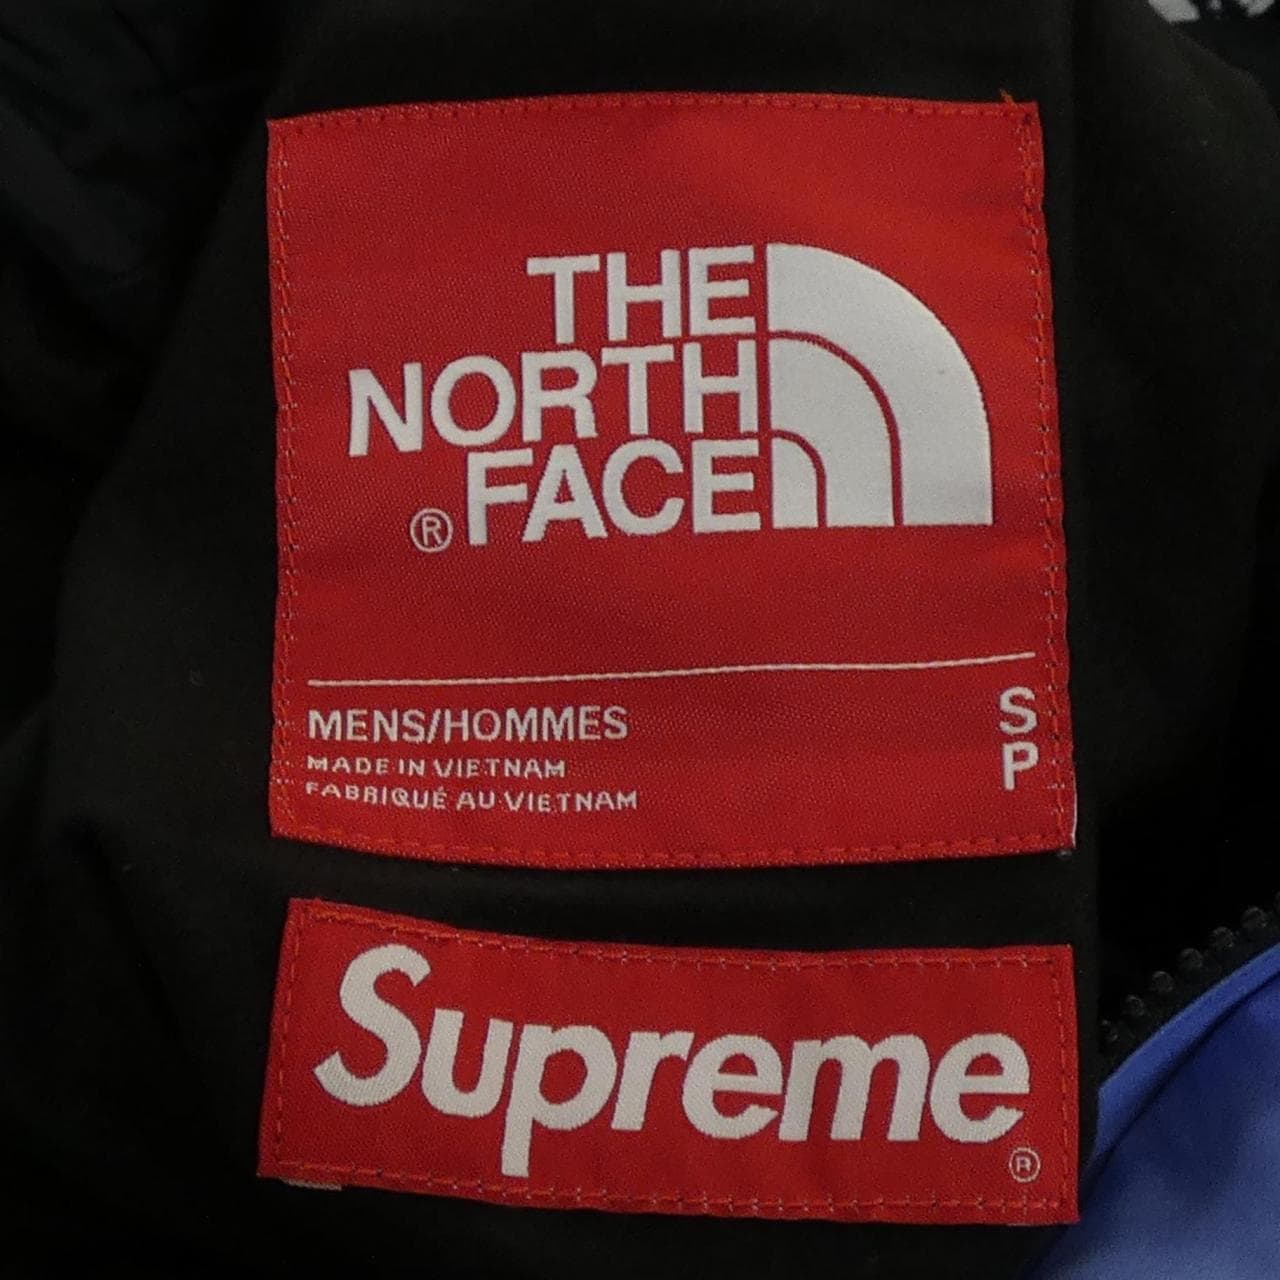 THE
NORTH
® FACE
MENS/HOMMES
MADE IN VIETNAM
FABRIQUÉ AU VIETNAM
S
P
Supreme
®